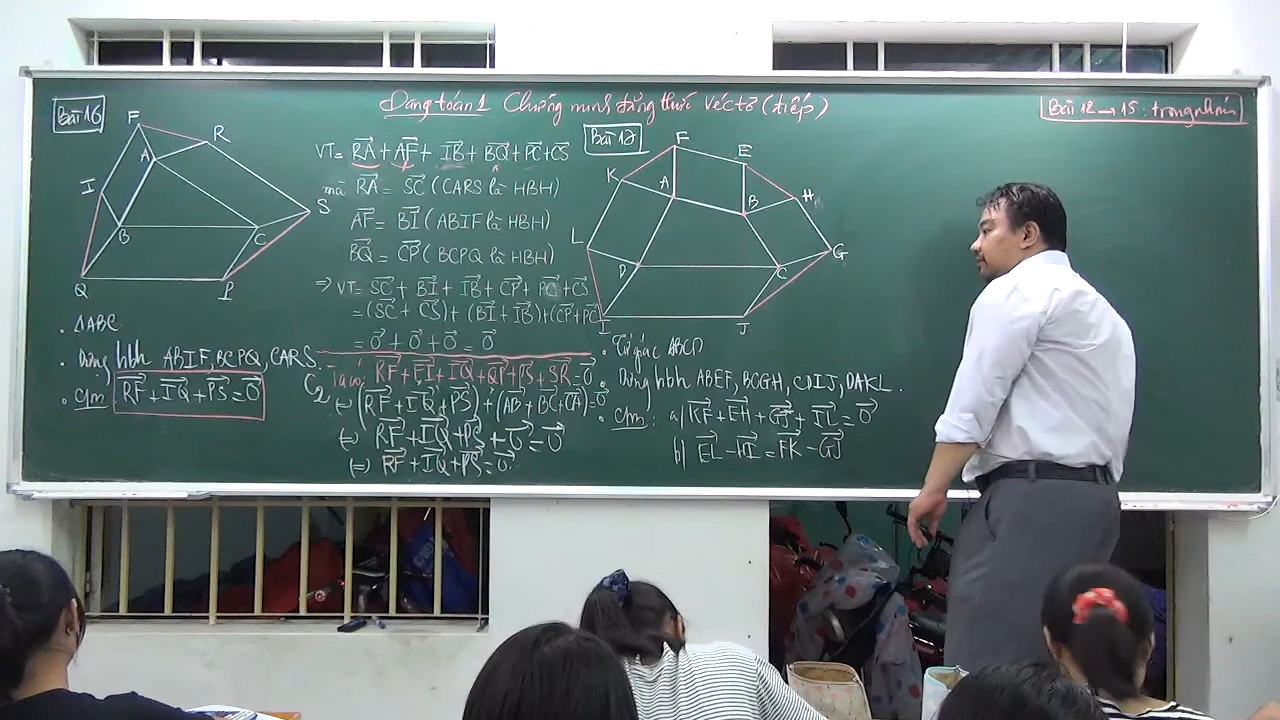 Dạng toán 1 Chứng minh đẳng thức véctơ (tiếp)
Bài 12 → 15 : trong nhóm
Bài 16
F
R
A
I
S
B
C
Q
P
. ΔABC
. Dựng hbh ABIF, BCPQ, CARS.
. C/m RF + IQ + PS = 0
VT = RA + AF + IB + BQ + PC + CS
mà RA = SC (CARS là HBH)
AF = BI (ABIF là HBH)
BQ = CP (BCPQ là HBH)
⇒ VT = SC + BI + IB + CP + PC + CS
= (SC + CS) + (BI + IB) + (CP + PC)
= 0 + 0 + 0 = 0
C2 Ta có: RF + FI + IQ + QP + PS + SR = 0
(⇔) (RF + IQ + PS) + (AB + BC + CA) = 0
(⇔) RF + IQ + PS + 0 = 0
(⇔) RF + IQ + PS = 0
Bài 17
F
E
K
A
H
B
L
G
D
C
I
J
. Tứ giác ABCD
. Dựng hbh ABEF, BCGH, CDIJ, DAKL.
. C/m : a/ KF + EH + GJ + IL = 0
b/ EL - HI = FK - GJ